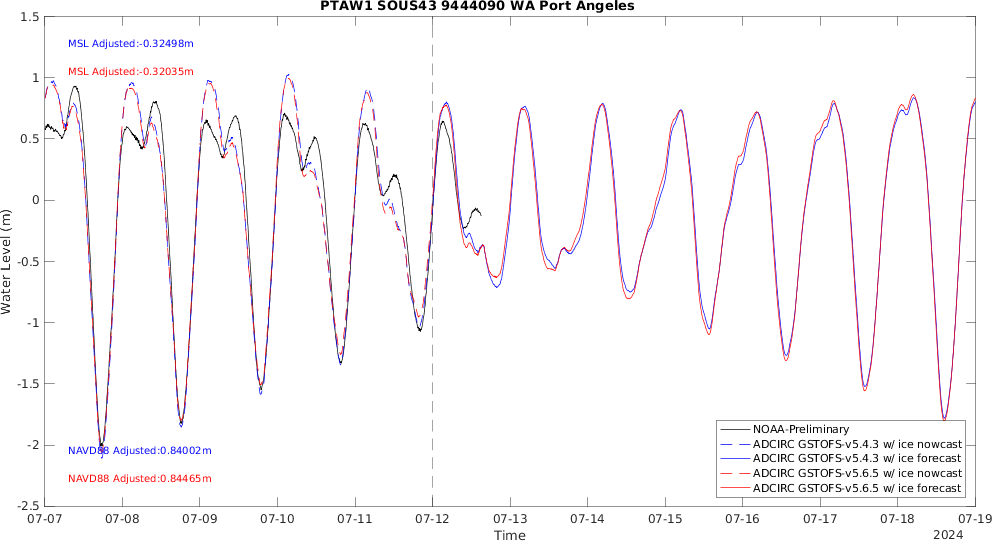 PTAW1 SOUS43 9444090 WA Port Angeles
1.5
MSL Adjusted:-0.32498m
MSL Adjusted:-0.32035m
1
0.5
0
-0.5
-1
-1.5
-2
-2.5
Water Level (m)
NAVD88 Adjusted:0.84002m
NAVD88 Adjusted:0.84465m
NOAA-Preliminary
ADCIRC GSTOFS-v5.4.3 w/ ice nowcast
ADCIRC GSTOFS-v5.4.3 w/ ice forecast
ADCIRC GSTOFS-v5.6.5 w/ ice nowcast
ADCIRC GSTOFS-v5.6.5 w/ ice forecast
07-07 07-08 07-09 07-10 07-11 07-12 07-13 07-14 07-15 07-16 07-17 07-18 07-19
Time
2024